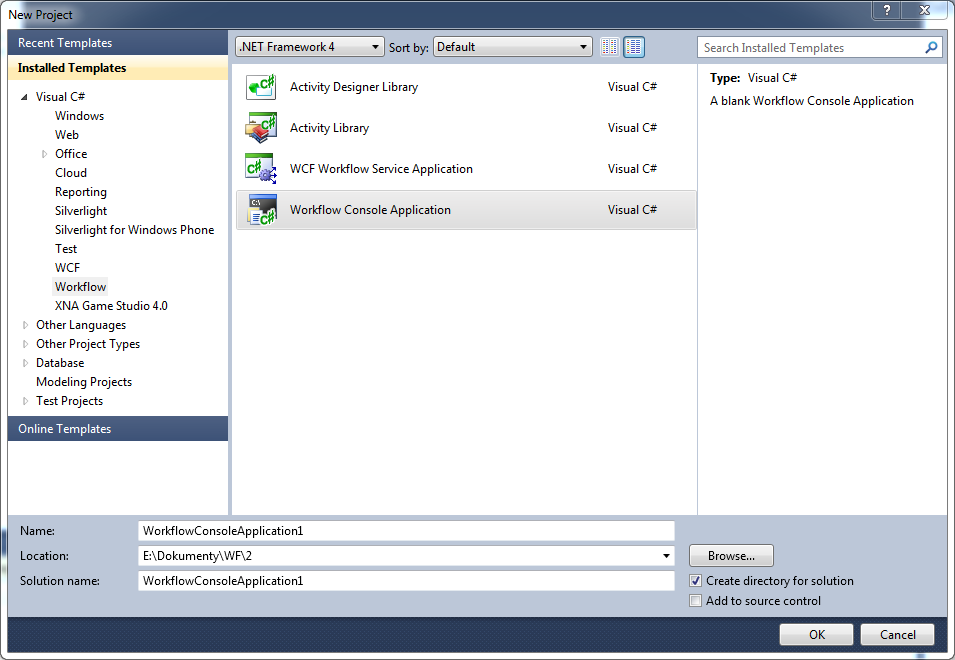 New Project
?
Recent Templates
Installed Templates
Visual C#
Windows
Web
Office
Cloud
Reporting
Silverlight
Silverlight for Windows Phone
Test
WCF
Workflow
XNA Game Studio 4.0
Other Languages
Other Project Types
Database
Modeling Projects
Test Projects
Online Templates
.NET Framework 4 Sort by: Default
Activity Designer Library Visual C#
Activity Library Visual C#
WCF Workflow Service Application Visual C#
Workflow Console Application Visual C#
Search Installed Templates
Type: Visual C#
A blank Workflow Console Application
Name: WorkflowConsoleApplication1
Location: E:\Dokumenty\WF\2 Browse...
Solution name: WorkflowConsoleApplication1
Create directory for solution
Add to source control
OK Cancel